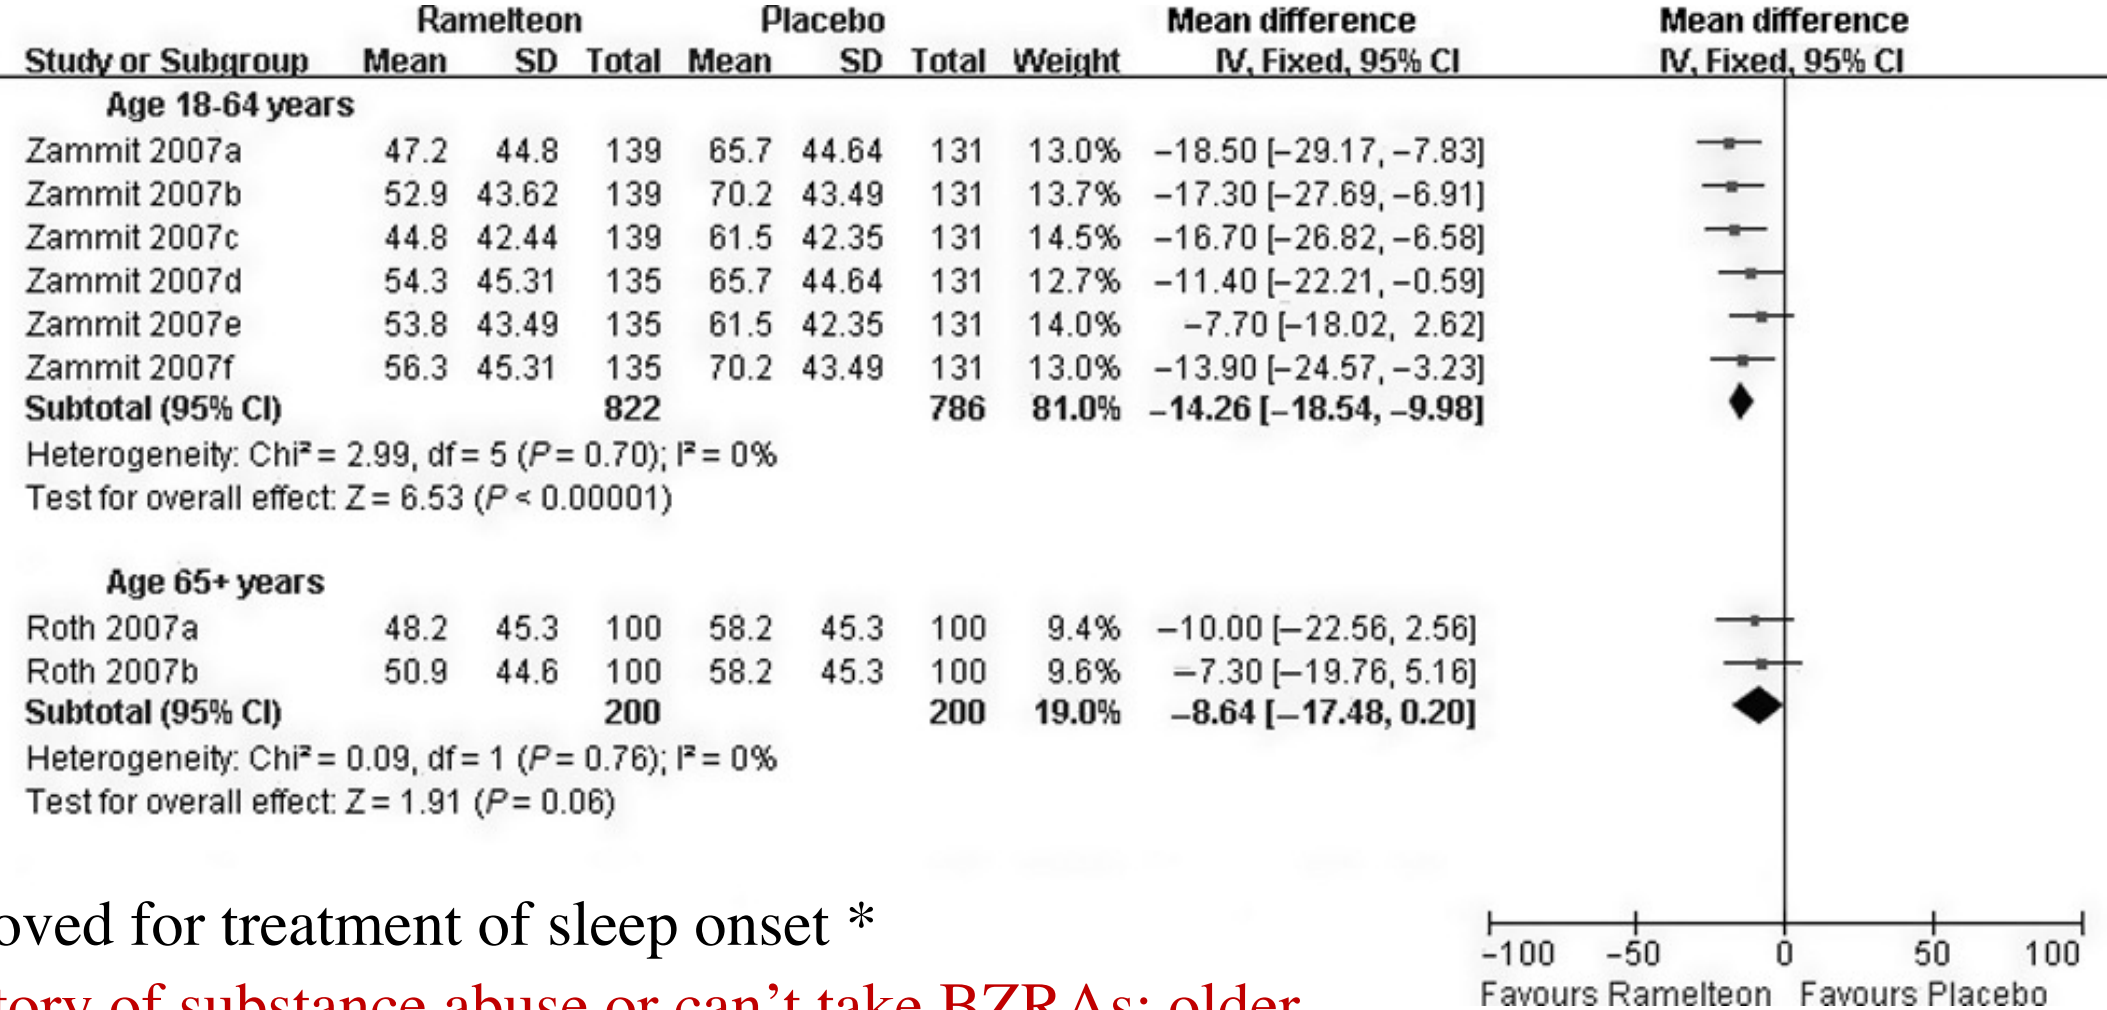 Ramelteon Placebo Mean difference Mean difference
Study or Subgroup Mean SD Total Mean SD Total Weight IV, Fixed, 95% CI IV, Fixed, 95% CI
Age 18-64 years
Zammit 2007a 47.2 44.8 139 65.7 44.64 131 13.0% −18.50 [−29.17, −7.83]
Zammit 2007b 52.9 43.62 139 70.2 43.49 131 13.7% −17.30 [−27.69, −6.91]
Zammit 2007c 44.8 42.44 139 61.5 42.35 131 14.5% −16.70 [−26.82, −6.58]
Zammit 2007d 54.3 45.31 135 65.7 44.64 131 12.7% −11.40 [−22.21, −0.59]
Zammit 2007e 53.8 43.49 135 61.5 42.35 131 14.0% −7.70 [−18.02, 2.62]
Zammit 2007f 56.3 45.31 135 70.2 43.49 131 13.0% −13.90 [−24.57, −3.23]
Subtotal (95% CI) 822 786 81.0% −14.26 [−18.54, −9.98]
Heterogeneity: Chi² = 2.99, df = 5 (P = 0.70); I² = 0%
Test for overall effect: Z = 6.53 (P < 0.00001)
Age 65+ years
Roth 2007a 48.2 45.3 100 58.2 45.3 100 9.4% −10.00 [−22.56, 2.56]
Roth 2007b 50.9 44.6 100 58.2 45.3 100 9.6% −7.30 [−19.76, 5.16]
Subtotal (95% CI) 200 200 19.0% −8.64 [−17.48, 0.20]
Heterogeneity: Chi² = 0.09, df = 1 (P = 0.76); I² = 0%
Test for overall effect: Z = 1.91 (P = 0.06)
oved for treatment of sleep onset *
−100 −50 0 50 100
tory of substance abuse or can’t take BZRAs; older
Favours Ramelteon Favours Placebo